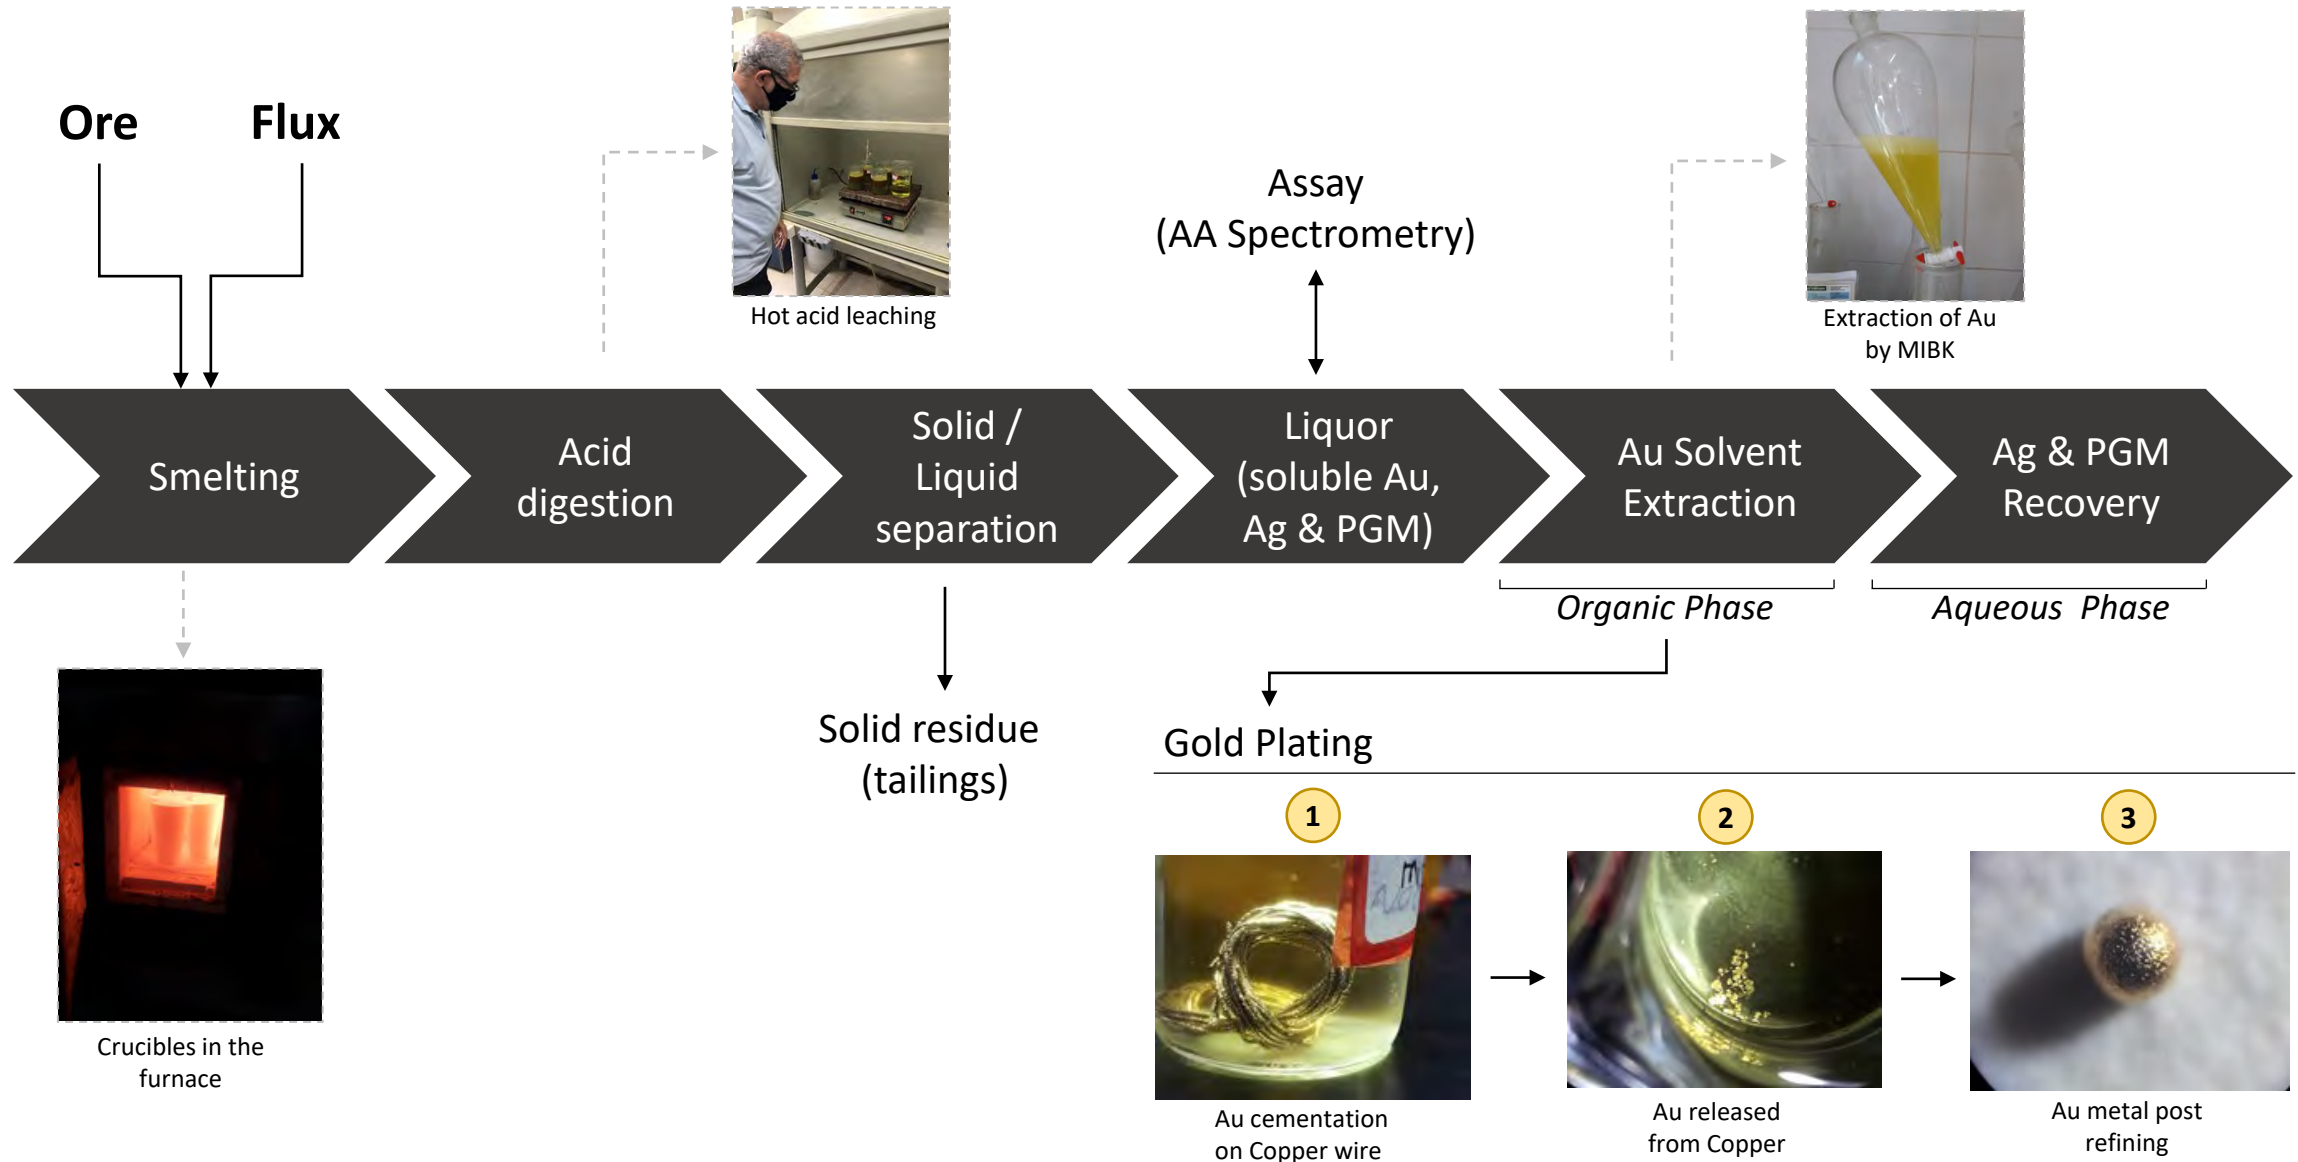 Ore
Flux
Hot acid leaching
Assay
(AA Spectrometry)
Extraction of Au
by MIBK
Smelting
Acid
digestion
Solid /
Liquid
separation
Liquor
(soluble Au,
Ag & PGM)
Au Solvent
Extraction
Ag & PGM
Recovery
Organic Phase
Aqueous Phase
Solid residue
(tailings)
Gold Plating
1
2
3
Crucibles in the
furnace
Au cementation
on Copper wire
Au released
from Copper
Au metal post
refining